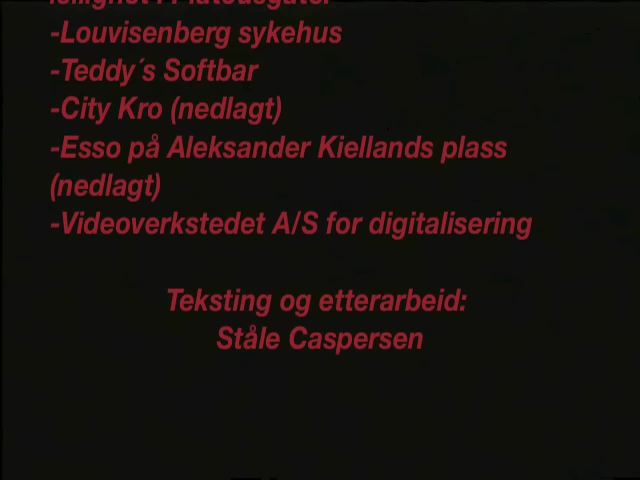 -Louvisenberg sykehus
-Teddy´s Softbar
-City Kro (nedlagt)
-Esso på Aleksander Kiellands plass
(nedlagt)
-Videoverkstedet A/S for digitalisering
Teksting og etterarbeid:
Ståle Caspersen